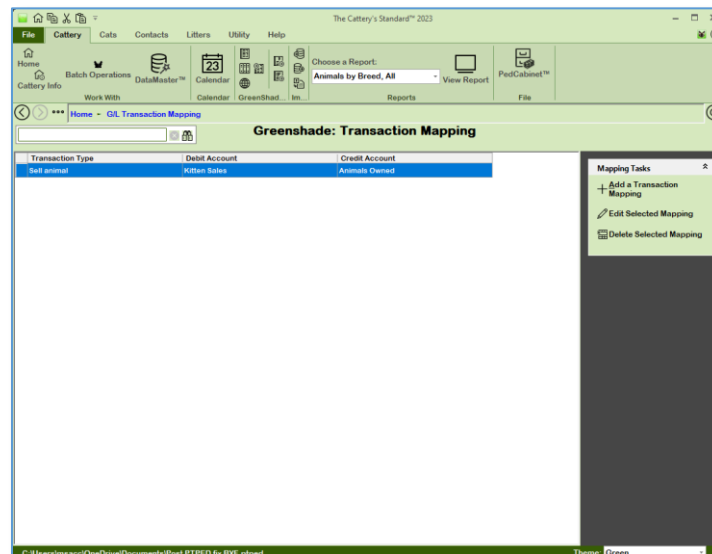 The Cattery's Standard™ 2023
File Cattery Cats Contacts Litters Utility Help
Home
Cattery Info
Batch Operations
DataMaster™
Work With
23
Calendar
Calendar
GreenShad...
Im...
Choose a Report:
Animals by Breed, All
View Report
Reports
PedCabinet™
File
Home - G/L Transaction Mapping
Greenshade: Transaction Mapping
Transaction Type Debit Account Credit Account
Sell animal Kitten Sales Animals Owned
Mapping Tasks
Add a Transaction
Mapping
Edit Selected Mapping
Delete Selected Mapping
Theme: Green